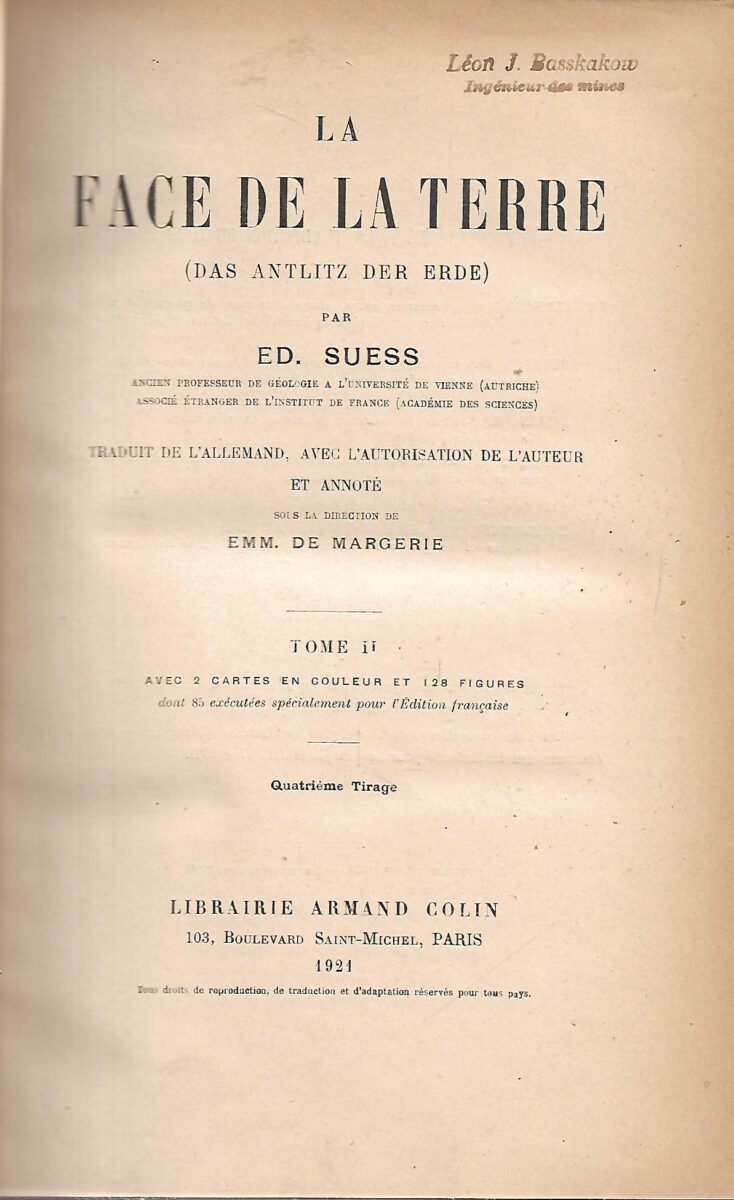 Léon J. Basskakow
Ingénieur des mines
LA
FACE DE LA TERRE
(DAS ANTLITZ DER ERDE)
PAR
ED. SUESS
ANCIEN PROFESSEUR DE GÉOLOGIE A L'UNIVERSITÉ DE VIENNE (AUTRICHE)
ASSOCIÉ ÉTRANGER DE L'INSTITUT DE FRANCE (ACADÉMIE DES SCIENCES)
TRADUIT DE L'ALLEMAND, AVEC L'AUTORISATION DE L'AUTEUR
ET ANNOTÉ
SOUS LA DIRECTION DE
EMM. DE MARGERIE
TOME II
AVEC 2 CARTES EN COULEUR ET 128 FIGURES
dont 85 exécutées spécialement pour l'Édition française
Quatriéme Tirage
LIBRAIRIE ARMAND COLIN
103, BOULEVARD SAINT-MICHEL, PARIS
1921
Tous droits de reproduction, de traduction et d'adaptation réservés pour tous pays.